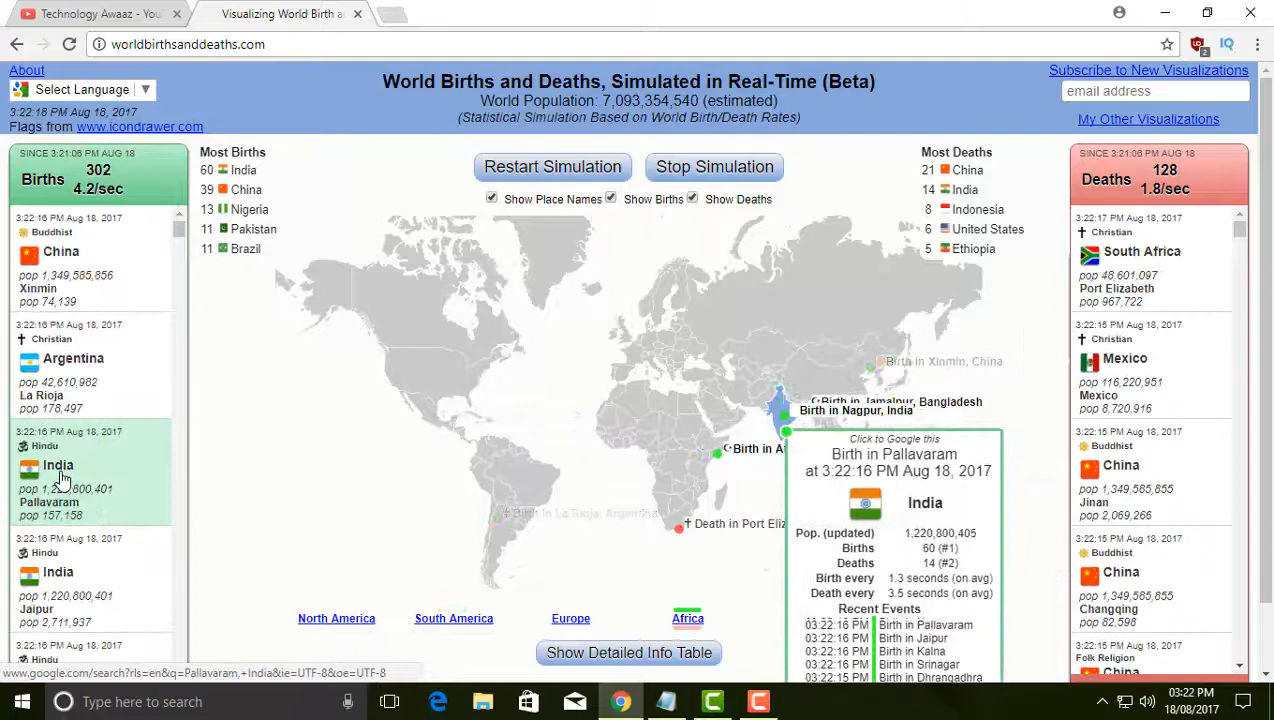 Technology Awaaz - You
Visualizing World Birth a
worldbirthsanddeaths.com
About
Select Language
3:22:18 PM Aug 18, 2017
Flags from www.icondrawer.com
World Births and Deaths, Simulated in Real-Time (Beta)
World Population: 7,093,354,540 (estimated)
(Statistical Simulation Based on World Birth/Death Rates)
Subscribe to New Visualizations
email address
My Other Visualizations
SINCE 3:21:06 PM AUG 18
Births 302
4.2/sec
3:22:16 PM Aug 18, 2017
Buddhist
China
pop 1,349,585,856
Xinmin
pop 74,139
3:22:16 PM Aug 18, 2017
Christian
Argentina
pop 42,610,982
La Rioja
pop 178,497
3:22:16 PM Aug 18, 2017
Hindu
India
pop 1,220,800,401
Pallavaram
pop 157,158
3:22:16 PM Aug 18, 2017
Hindu
India
pop 1,220,800,401
Jaipur
pop 2,711,937
3:22:16 PM Aug 18, 2017
Hindu
Most Births
60 India
39 China
13 Nigeria
11 Pakistan
11 Brazil
Restart Simulation
Stop Simulation
Show Place Names
Show Births
Show Deaths
Most Deaths
21 China
14 India
8 Indonesia
6 United States
5 Ethiopia
Birth in Xinmin, China
Birth in Jamalpur, Bangladesh
Birth in Nagpur, India
Birth in A
Birth in La Rioja, Argentina
Death in Port Eliz
Click to Google this
Birth in Pallavaram
at 3:22:16 PM Aug 18, 2017
India
Pop. (updated) 1,220,800,405
Births 60 (#1)
Deaths 14 (#2)
Birth every 1.3 seconds (on avg)
Death every 3.5 seconds (on avg)
Recent Events
03:22:16 PM Birth in Pallavaram
03:22:16 PM Birth in Jaipur
03:22:16 PM Birth in Kalna
03:22:16 PM Birth in Srinagar
03:22:15 PM Birth in Dhrangadhra
North America
South America
Europe
Africa
Show Detailed Info Table
SINCE 3:21:06 PM AUG 18
Deaths 128
1.8/sec
3:22:17 PM Aug 18, 2017
Christian
South Africa
pop 48,601,097
Port Elizabeth
pop 967,722
3:22:16 PM Aug 18, 2017
Christian
Mexico
pop 116,220,951
Mexico
pop 8,720,916
3:22:15 PM Aug 18, 2017
Buddhist
China
pop 1,349,585,855
Jinan
pop 2,069,266
3:22:15 PM Aug 18, 2017
Buddhist
China
pop 1,349,585,855
Changqing
pop 82,598
3:22:15 PM Aug 18, 2017
Folk Religion
China
www.google.com/search?rls=en&q=Pallavaram,+India&ie=UTF-8&oe=UTF-8
Type here to search
03:22 PM
18/08/2017